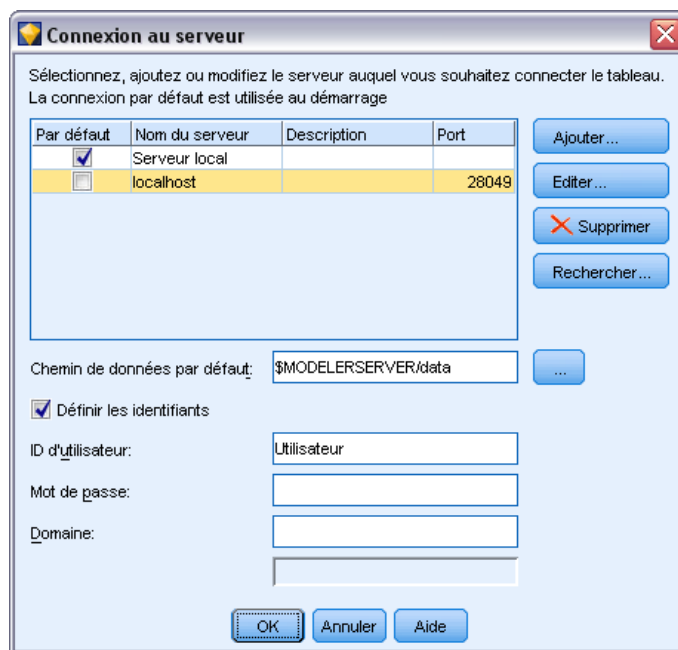 Connexion au serveur
Sélectionnez, ajoutez ou modifiez le serveur auquel vous souhaitez connecter le tableau.
La connexion par défaut est utilisée au démarrage
Par défaut Nom du serveur Description Port
Serveur local
localhost 28049
Ajouter...
Editer...
Supprimer
Rechercher...
Chemin de données par défaut: $MODELERSERVER/data ...
Définir les identifiants
ID d'utilisateur: Utilisateur
Mot de passe:
Domaine:
OK Annuler Aide